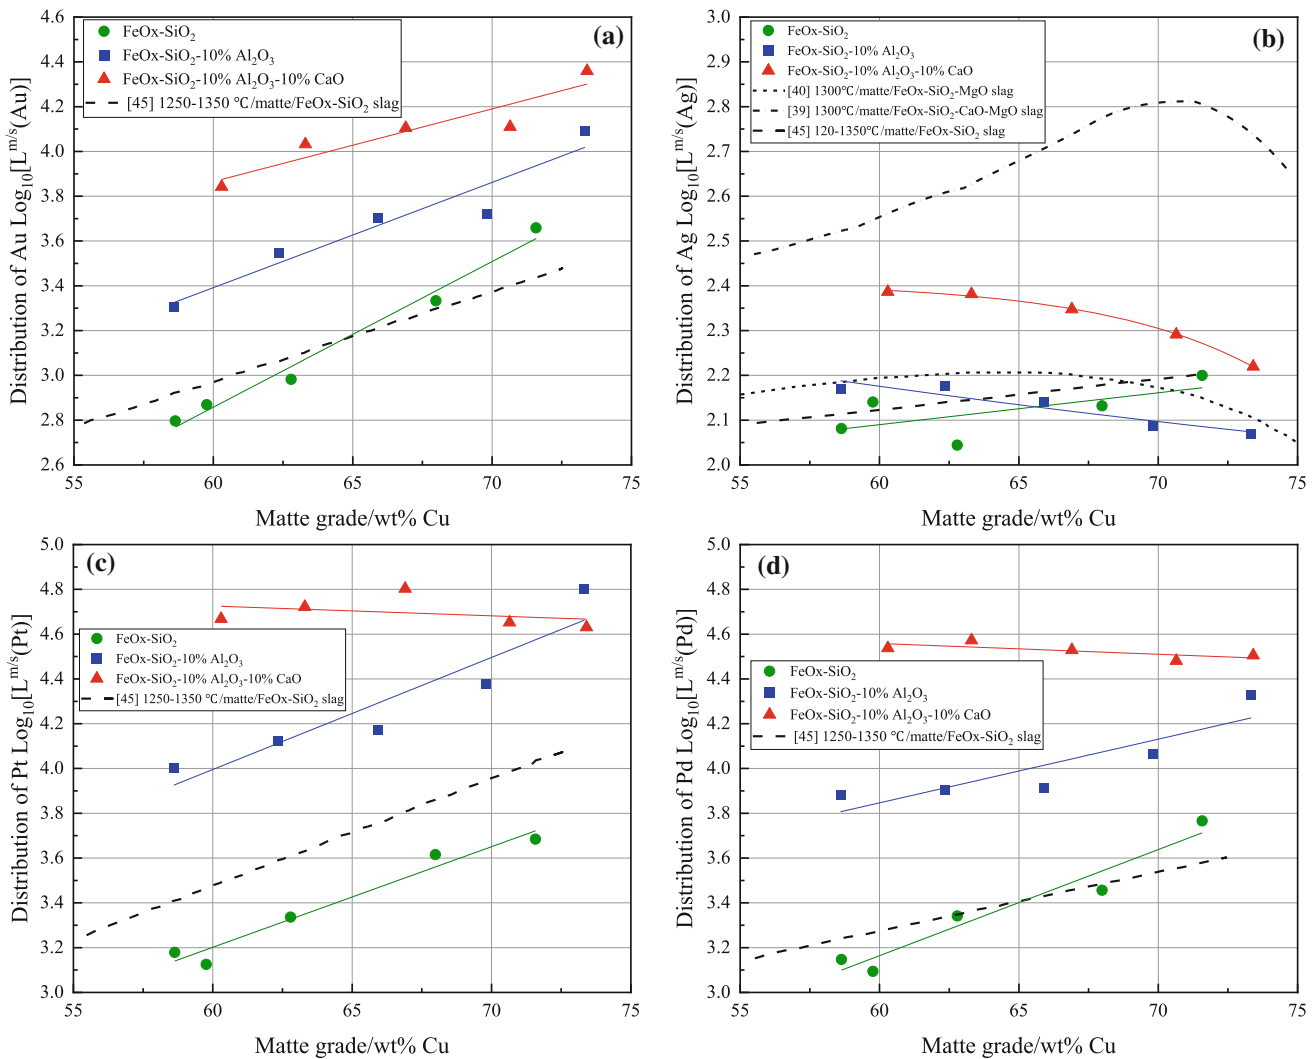 (a)
FeOx-SiO₂
FeOx-SiO₂-10% Al₂O₃
FeOx-SiO₂-10% Al₂O₃-10% CaO
[45] 1250-1350 ℃/matte/FeOx-SiO₂ slag
Distribution of Au Log₁₀[L^m/s(Au)]
4.6
4.4
4.2
4.0
3.8
3.6
3.4
3.2
3.0
2.8
2.6
55 60 65 70 75
Matte grade/wt% Cu
(b)
FeOx-SiO₂
FeOx-SiO₂-10% Al₂O₃
FeOx-SiO₂-10% Al₂O₃-10% CaO
[40] 1300℃/matte/FeOx-SiO₂-MgO slag
[39] 1300℃/matte/FeOx-SiO₂-CaO-MgO slag
[45] 120-1350℃/matte/FeOx-SiO₂ slag
Distribution of Ag Log₁₀[L^m/s(Ag)]
3.0
2.9
2.8
2.7
2.6
2.5
2.4
2.3
2.2
2.1
2.0
55 60 65 70 75
Matte grade/wt% Cu
(c)
FeOx-SiO₂
FeOx-SiO₂-10% Al₂O₃
FeOx-SiO₂-10% Al₂O₃-10% CaO
[45] 1250-1350 ℃/matte/FeOx-SiO₂ slag
Distribution of Pt Log₁₀[L^m/s(Pt)]
5.0
4.8
4.6
4.4
4.2
4.0
3.8
3.6
3.4
3.2
3.0
55 60 65 70 75
Matte grade/wt% Cu
(d)
FeOx-SiO₂
FeOx-SiO₂-10% Al₂O₃
FeOx-SiO₂-10% Al₂O₃-10% CaO
[45] 1250-1350 ℃/matte/FeOx-SiO₂ slag
Distribution of Pd Log₁₀[L^m/s(Pd)]
5.0
4.8
4.6
4.4
4.2
4.0
3.8
3.6
3.4
3.2
3.0
55 60 65 70 75
Matte grade/wt% Cu